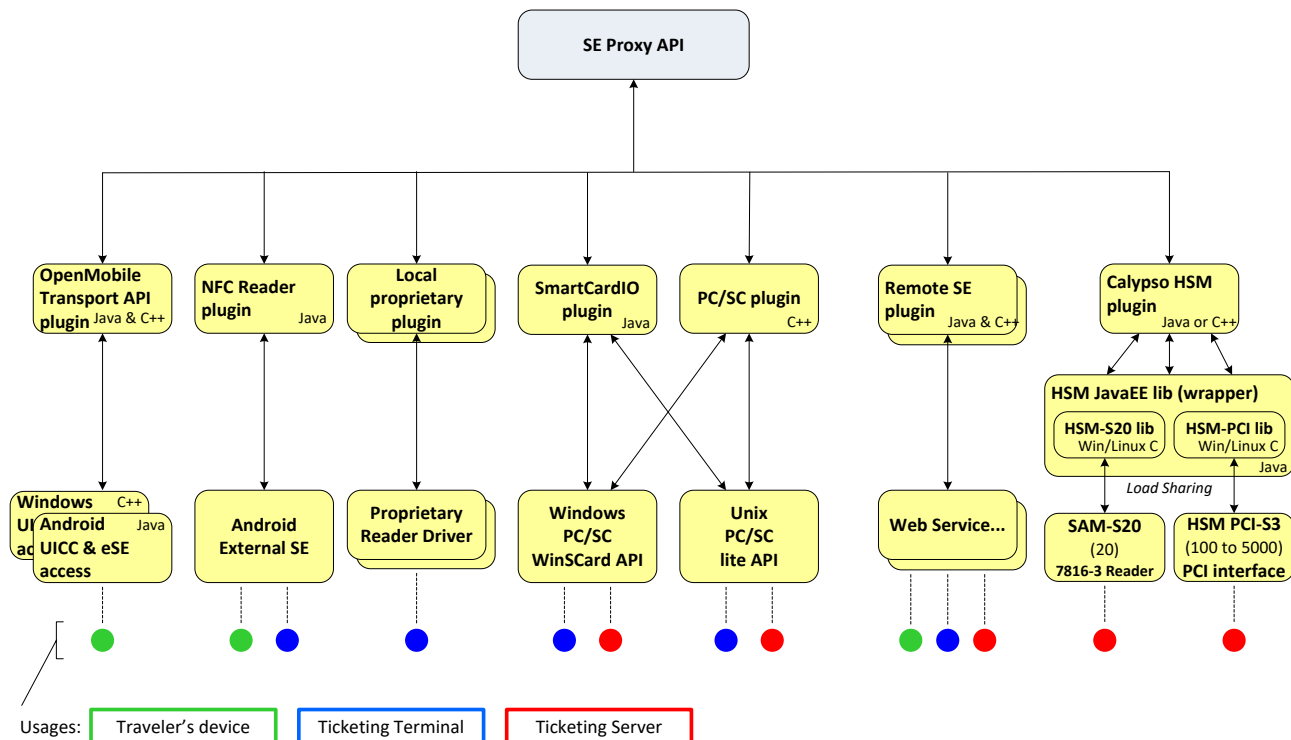 SE Proxy API
OpenMobile
Transport API
plugin Java & C++
NFC Reader
plugin
Java
Local
proprietary
plugin
SmartCardIO
plugin
Java
PC/SC plugin
C++
Remote SE
plugin
Java & C++
Calypso HSM
plugin
Java or C++
HSM JavaEE lib (wrapper)
HSM-S20 lib
Win/Linux C
HSM-PCI lib
Win/Linux C
Java
Load Sharing
Windows C++
Android Java
UICC & eSE
access
Android
External SE
Proprietary
Reader Driver
Windows
PC/SC
WinSCard API
Unix
PC/SC
lite API
Web Service...
SAM-S20
(20)
7816-3 Reader
HSM PCI-S3
(100 to 5000)
PCI interface
Usages:
Traveler's device
Ticketing Terminal
Ticketing Server